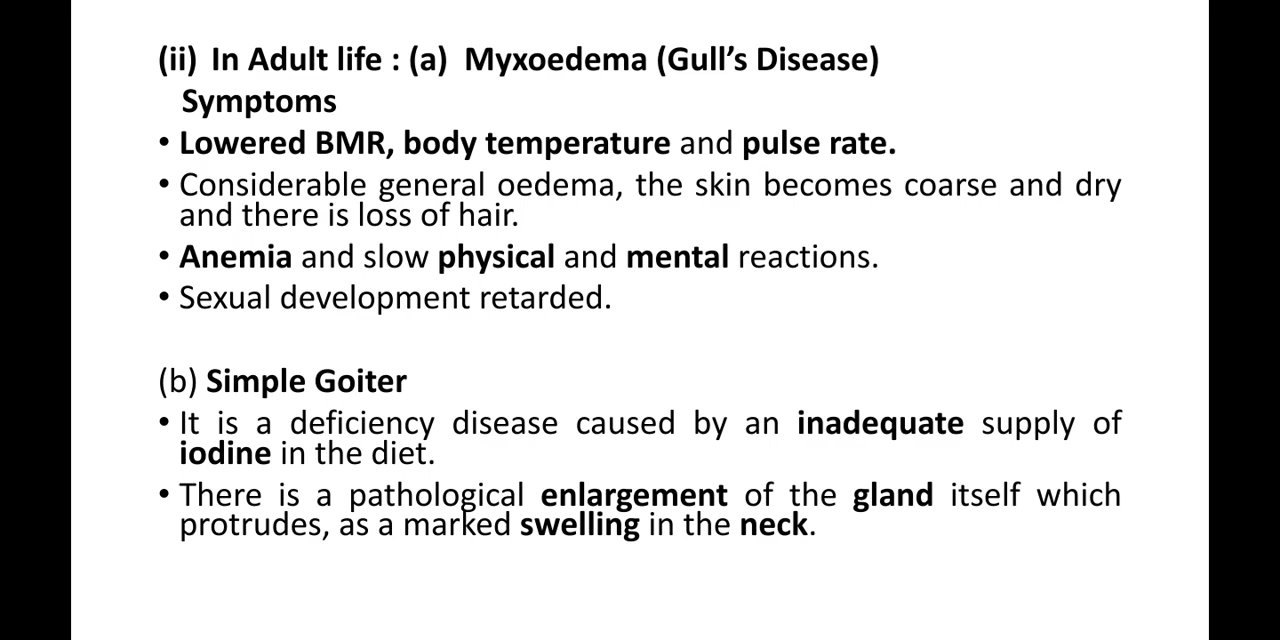 (ii) In Adult life : (a) Myxoedema (Gull's Disease)
Symptoms
• Lowered BMR, body temperature and pulse rate.
• Considerable general oedema, the skin becomes coarse and dry
and there is loss of hair.
• Anemia and slow physical and mental reactions.
• Sexual development retarded.
(b) Simple Goiter
• It is a deficiency disease caused by an inadequate supply of
iodine in the diet.
• There is a pathological enlargement of the gland itself which
protrudes, as a marked swelling in the neck.